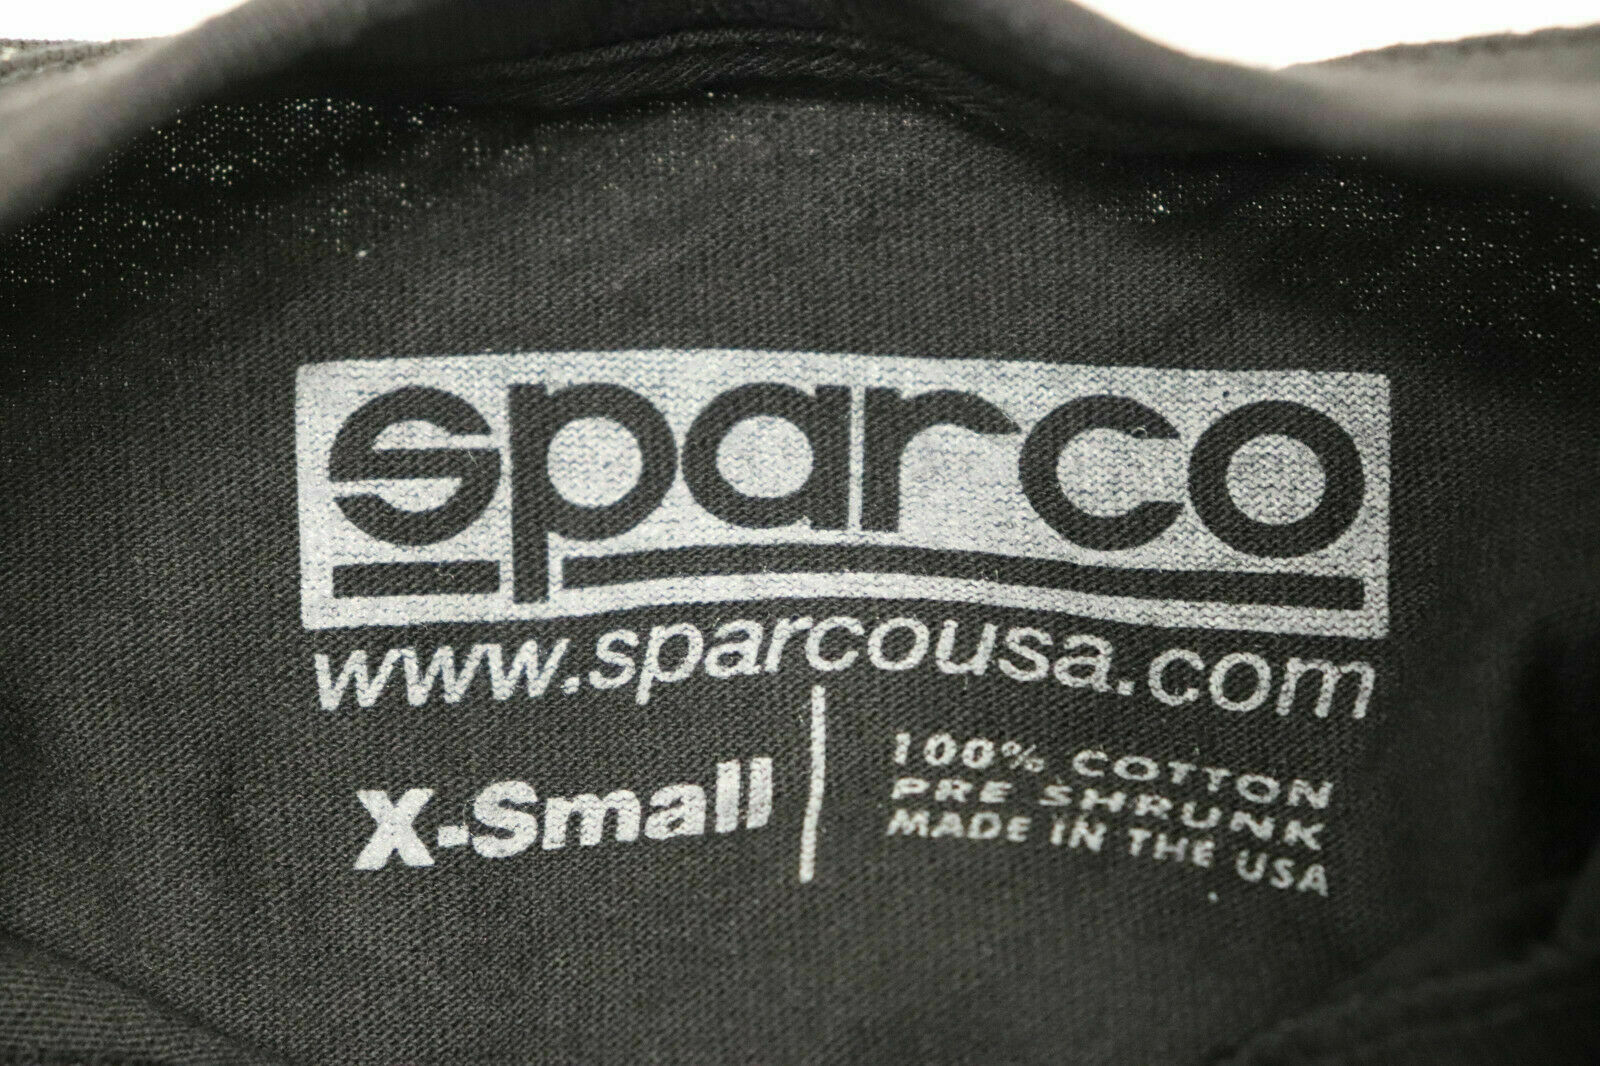 sparco
www.sparcousa.com
X-Small
100% COTTON
PRE SHRUNK
MADE IN THE USA